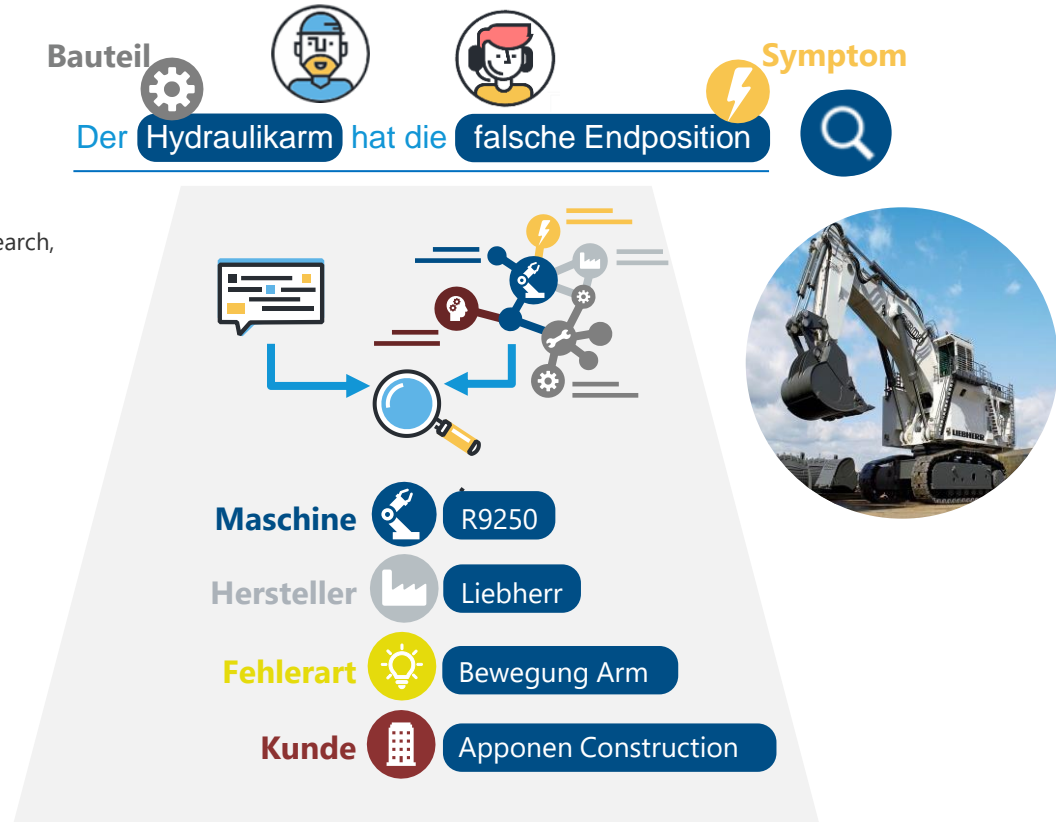 Bauteil
Symptom
Der Hydraulikarm hat die falsche Endposition
earch,
LIEBHERR
Maschine R9250
Hersteller Liebherr
Fehlerart Bewegung Arm
Kunde Apponen Construction